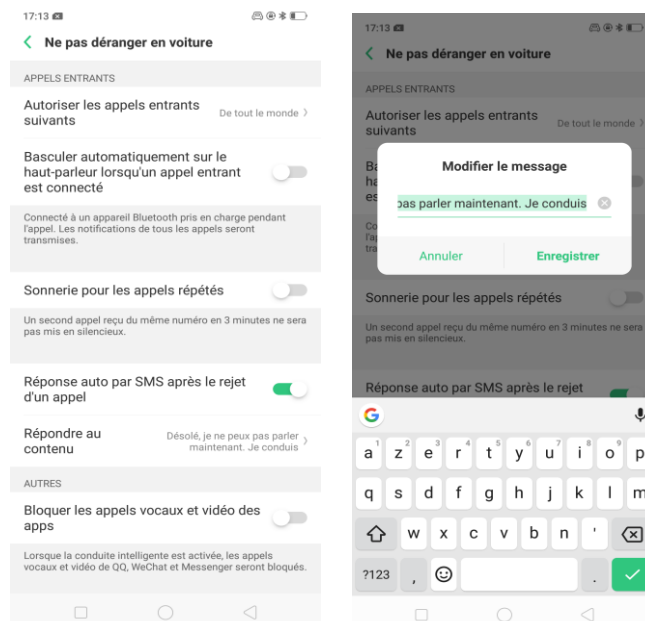 17:13
Ne pas déranger en voiture
APPELS ENTRANTS
Autoriser les appels entrants
suivants
De tout le monde
Basculer automatiquement sur le
haut-parleur lorsqu'un appel entrant
est connecté
Connecté à un appareil Bluetooth pris en charge pendant
l'appel. Les notifications de tous les appels seront
transmises.
Sonnerie pour les appels répétés
Un second appel reçu du même numéro en 3 minutes ne sera
pas mis en silencieux.
Réponse auto par SMS après le rejet
d'un appel
Répondre au
contenu
Désolé, je ne peux pas parler
maintenant. Je conduis
AUTRES
Bloquer les appels vocaux et vidéo des
apps
Lorsque la conduite intelligente est activée, les appels
vocaux et vidéo de QQ, WeChat et Messenger seront bloqués.
17:13
Ne pas déranger en voiture
APPELS ENTRANTS
Autoriser les appels entrants
suivants
De tout le monde
Modifier le message
pas parler maintenant. Je conduis
Annuler
Enregistrer
Sonnerie pour les appels répétés
Un second appel reçu du même numéro en 3 minutes ne sera
pas mis en silencieux.
Réponse auto par SMS après le rejet
G
1 2 3 4 5 6 7 8 9
a z e r t y u i o p
q s d f g h j k l m
w x c v b n '
?123 , .